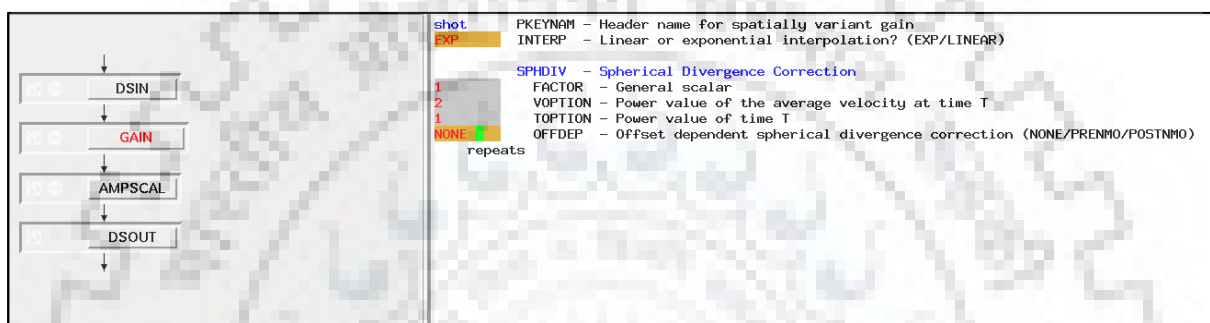 DSIN
GAIN
AMPSCAL
DSOUT
shot PKEYNAM – Header name for spatially variant gain
EXP INTERP – Linear or exponential interpolation? (EXP/LINEAR)
SPHDIV – Spherical Divergence Correction
1 FACTOR – General scalar
2 VOPTION – Power value of the average velocity at time T
1 TOPTION – Power value of time T
NONE OFFDEP – Offset dependent spherical divergence correction (NONE/PRENMO/POSTNMO)
repeats